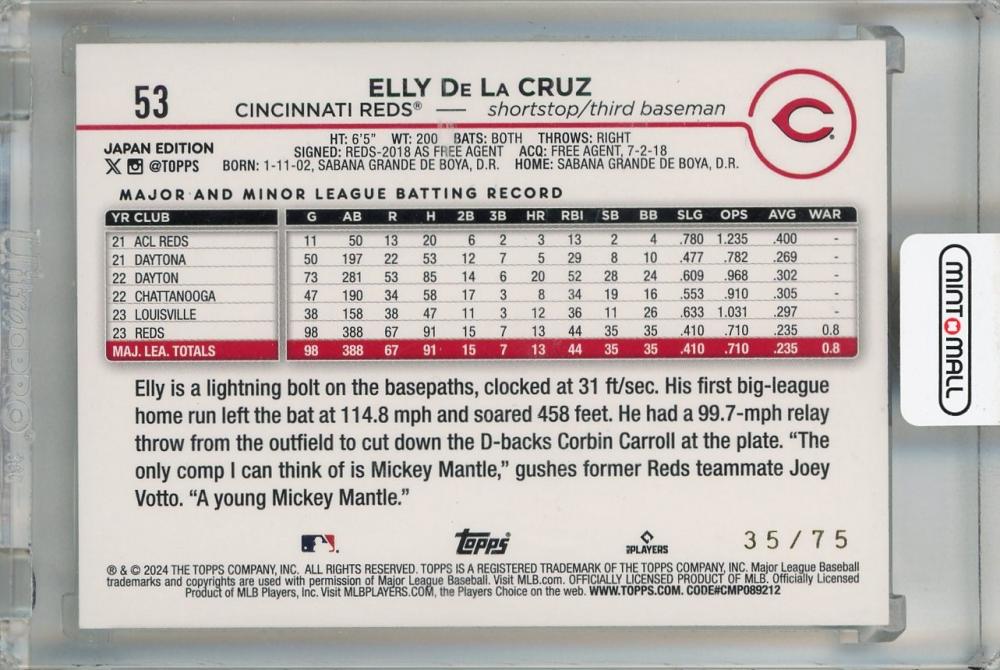 53
ELLY DE LA CRUZ
CINCINNATI REDS® — shortstop/third baseman
C
JAPAN EDITION
X @TOPPS
HT: 6'5" WT: 200 BATS: BOTH THROWS: RIGHT
SIGNED: REDS-2018 AS FREE AGENT ACQ: FREE AGENT, 7-2-18
BORN: 1-11-02, SABANA GRANDE DE BOYA, D.R. HOME: SABANA GRANDE DE BOYA, D.R.
MAJOR AND MINOR LEAGUE BATTING RECORD
YR CLUB G AB R H 2B 3B HR RBI SB BB SLG OPS AVG WAR
21 ACL REDS 11 50 13 20 6 2 3 13 2 4 .780 1.235 .400 -
21 DAYTONA 50 197 22 53 12 7 5 29 8 10 .477 .782 .269 -
22 DAYTON 73 281 53 85 14 6 20 52 28 24 .609 .968 .302 -
22 CHATTANOOGA 47 190 34 58 17 3 8 34 19 16 .553 .910 .305 -
23 LOUISVILLE 38 158 38 47 11 3 12 36 11 26 .633 1.031 .297 -
23 REDS 98 388 67 91 15 7 13 44 35 35 .410 .710 .235 0.8
MAJ. LEA. TOTALS 98 388 67 91 15 7 13 44 35 35 .410 .710 .235 0.8
Elly is a lightning bolt on the basepaths, clocked at 31 ft/sec. His first big-league
home run left the bat at 114.8 mph and soared 458 feet. He had a 99.7-mph relay
throw from the outfield to cut down the D-backs Corbin Carroll at the plate. “The
only comp I can think of is Mickey Mantle,” gushes former Reds teammate Joey
Votto. “A young Mickey Mantle.”
topps
PLAYERS
35/75
® & © 2024 THE TOPPS COMPANY, INC. ALL RIGHTS RESERVED. TOPPS IS A REGISTERED TRADEMARK OF THE TOPPS COMPANY, INC. Major League Baseball
trademarks and copyrights are used with permission of Major League Baseball. Visit MLB.com. OFFICIALLY LICENSED PRODUCT OF MLB. Officially Licensed
Product of MLB Players, Inc. Visit MLBPLAYERS.COM, the Players Choice on the web. WWW.TOPPS.COM. CODE#CMP089212
MINT MALL